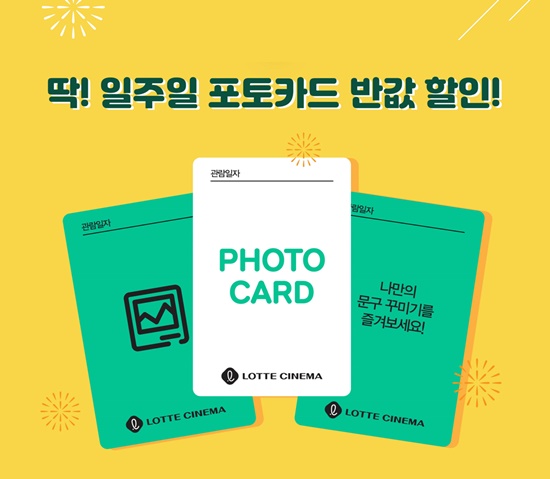 딱! 일주일 포토카드 반값 할인!
관람일자
LOTTE CINEMA
관람일자
PHOTO
CARD
LOTTE CINEMA
관람일자
나만의
문구 꾸미기를
즐겨보세요!
LOTTE CINEMA